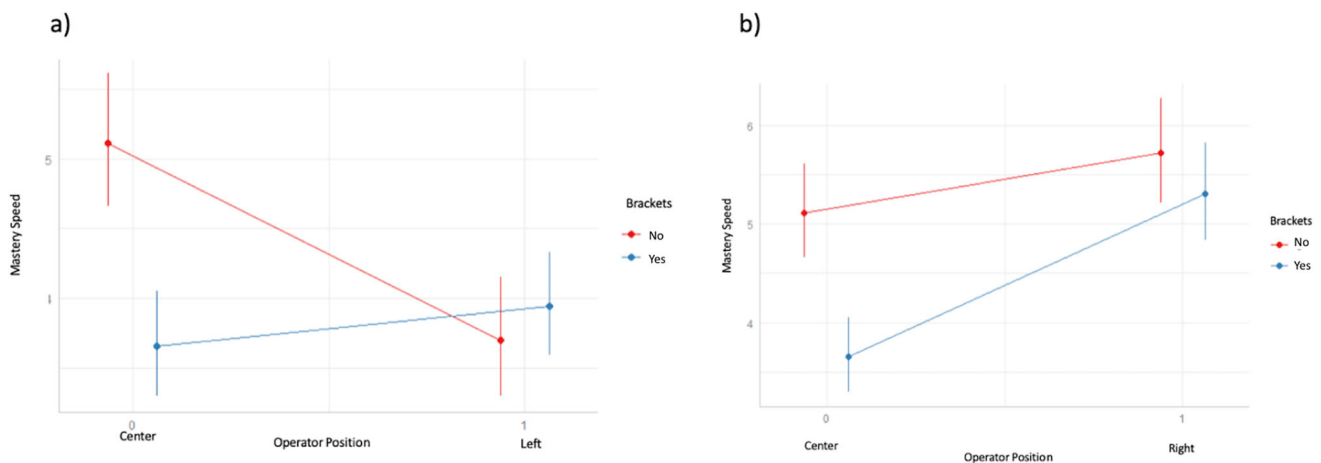 a)
5
4
Mastery Speed
0
1
Center
Operator Position
Left
Brackets
No
Yes
b)
6
5
4
Mastery Speed
0
1
Center
Operator Position
Right
Brackets
No
Yes